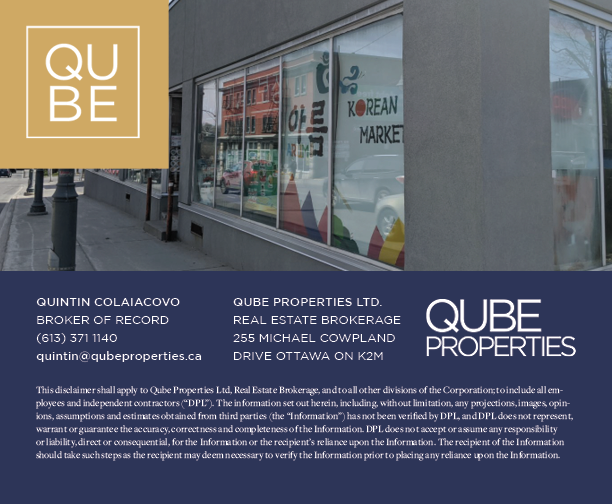 QU
BE
아름
KOREAN
MARKET
QUINTIN COLAIACOVO
BROKER OF RECORD
(613) 371 1140
quintin@qubeproperties.ca
QUBE PROPERTIES LTD.
REAL ESTATE BROKERAGE
255 MICHAEL COWPLAND
DRIVE OTTAWA ON K2M
QUBE
PROPERTIES
This disclaimer shall apply to Qube Properties Ltd, Real Estate Brokerage, and to all other divisions of the Corporation; to include all em-
ployees and independent contractors (“DPL”). The information set out herein, including, without limitation, any projections, images, opin-
ions, assumptions and estimates obtained from third parties (the “Information”) has not been verified by DPL, and DPL does not represent,
warrant or guarantee the accuracy, correctness and completeness of the Information. DPL does not accept or assume any responsibility
or liability, direct or consequential, for the Information or the recipient’s reliance upon the Information. The recipient of the Information
should take such steps as the recipient may deem necessary to verify the Information prior to placing any reliance upon the Information.